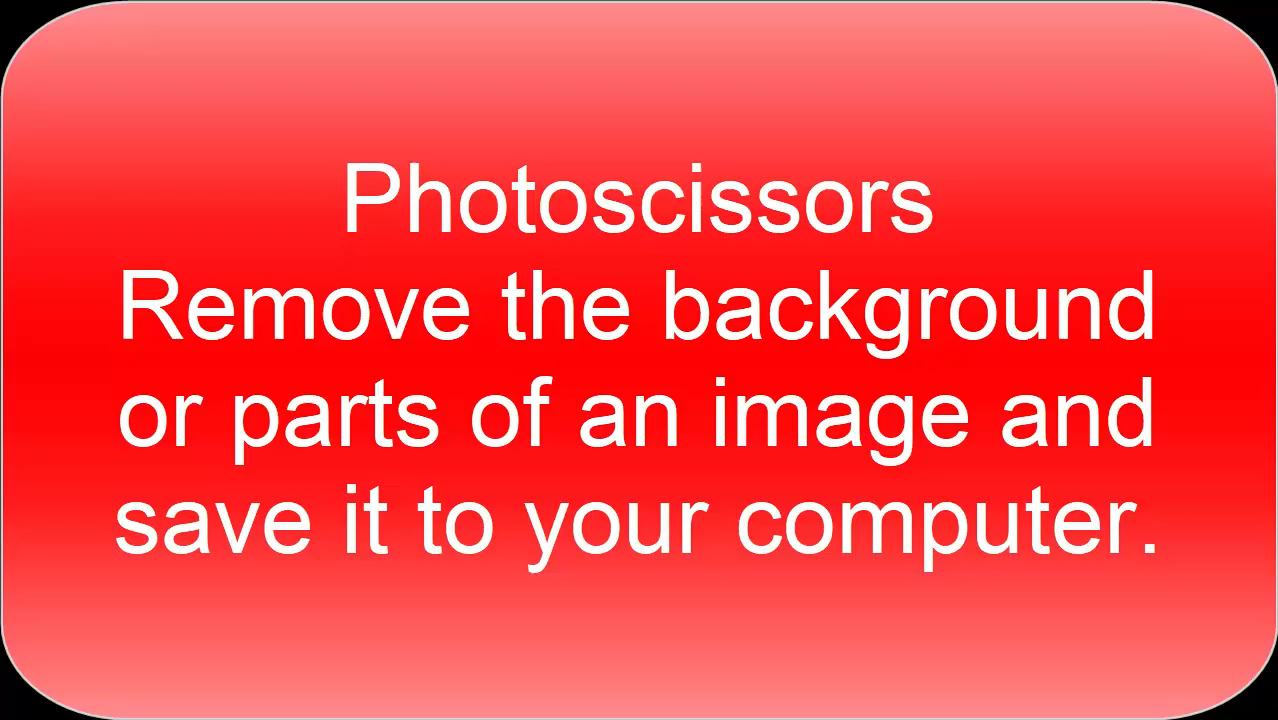 Photoscissors
Remove the background
or parts of an image and
save it to your computer.